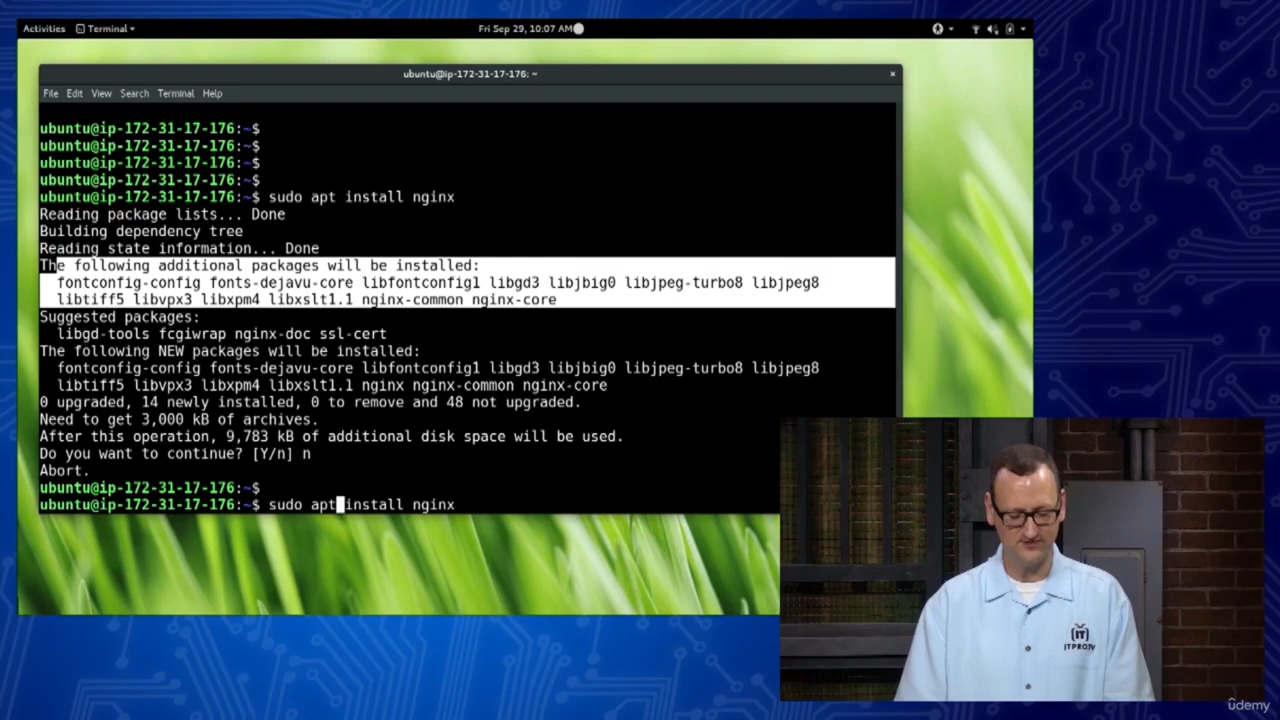 Activities Terminal Fri Sep 29, 10:07 AM
ubuntu@ip-172-31-17-176: ~ ×
File Edit View Search Terminal Help
ubuntu@ip-172-31-17-176:~$
ubuntu@ip-172-31-17-176:~$
ubuntu@ip-172-31-17-176:~$
ubuntu@ip-172-31-17-176:~$
ubuntu@ip-172-31-17-176:~$ sudo apt install nginx
Reading package lists... Done
Building dependency tree
Reading state information... Done
The following additional packages will be installed:
fontconfig-config fonts-dejavu-core libfontconfig1 libgd3 libjbig0 libjpeg-turbo8 libjpeg8
libtiff5 libvpx3 libxpm4 libxslt1.1 nginx-common nginx-core
Suggested packages:
libgd-tools fcgiwrap nginx-doc ssl-cert
The following NEW packages will be installed:
fontconfig-config fonts-dejavu-core libfontconfig1 libgd3 libjbig0 libjpeg-turbo8 libjpeg8
libtiff5 libvpx3 libxpm4 libxslt1.1 nginx nginx-common nginx-core
0 upgraded, 14 newly installed, 0 to remove and 48 not upgraded.
Need to get 3,000 kB of archives.
After this operation, 9,783 kB of additional disk space will be used.
Do you want to continue? [Y/n] n
Abort.
ubuntu@ip-172-31-17-176:~$
ubuntu@ip-172-31-17-176:~$ sudo apt install nginx
IT
ITPROTV
udemy